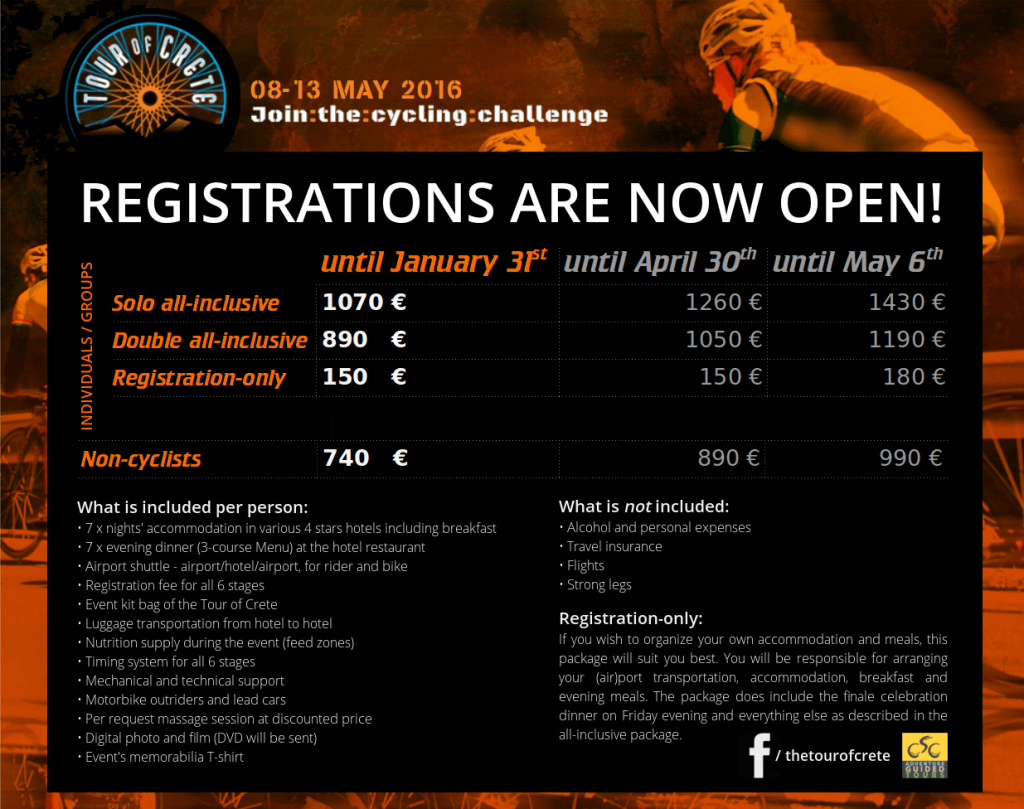 TOUR OF CRETE
08-13 MAY 2016
Join:the:cycling:challenge
REGISTRATIONS ARE NOW OPEN!
INDIVIDUALS / GROUPS
until January 31st until April 30th until May 6th
Solo all-inclusive 1070 € 1260 € 1430 €
Double all-inclusive 890 € 1050 € 1190 €
Registration-only 150 € 150 € 180 €
Non-cyclists 740 € 890 € 990 €
What is included per person:
• 7 x nights' accommodation in various 4 stars hotels including breakfast
• 7 x evening dinner (3-course Menu) at the hotel restaurant
• Airport shuttle - airport/hotel/airport, for rider and bike
• Registration fee for all 6 stages
• Event kit bag of the Tour of Crete
• Luggage transportation from hotel to hotel
• Nutrition supply during the event (feed zones)
• Timing system for all 6 stages
• Mechanical and technical support
• Motorbike outriders and lead cars
• Per request massage session at discounted price
• Digital photo and film (DVD will be sent)
• Event's memorabilia T-shirt
What is not included:
• Alcohol and personal expenses
• Travel insurance
• Flights
• Strong legs
Registration-only:
If you wish to organize your own accommodation and meals, this
package will suit you best. You will be responsible for arranging
your (air)port transportation, accommodation, breakfast and
evening meals. The package does include the finale celebration
dinner on Friday evening and everything else as described in the
all-inclusive package.
f / thetourofcrete
CSC
ADVENTURE
GUIDED
TOURS